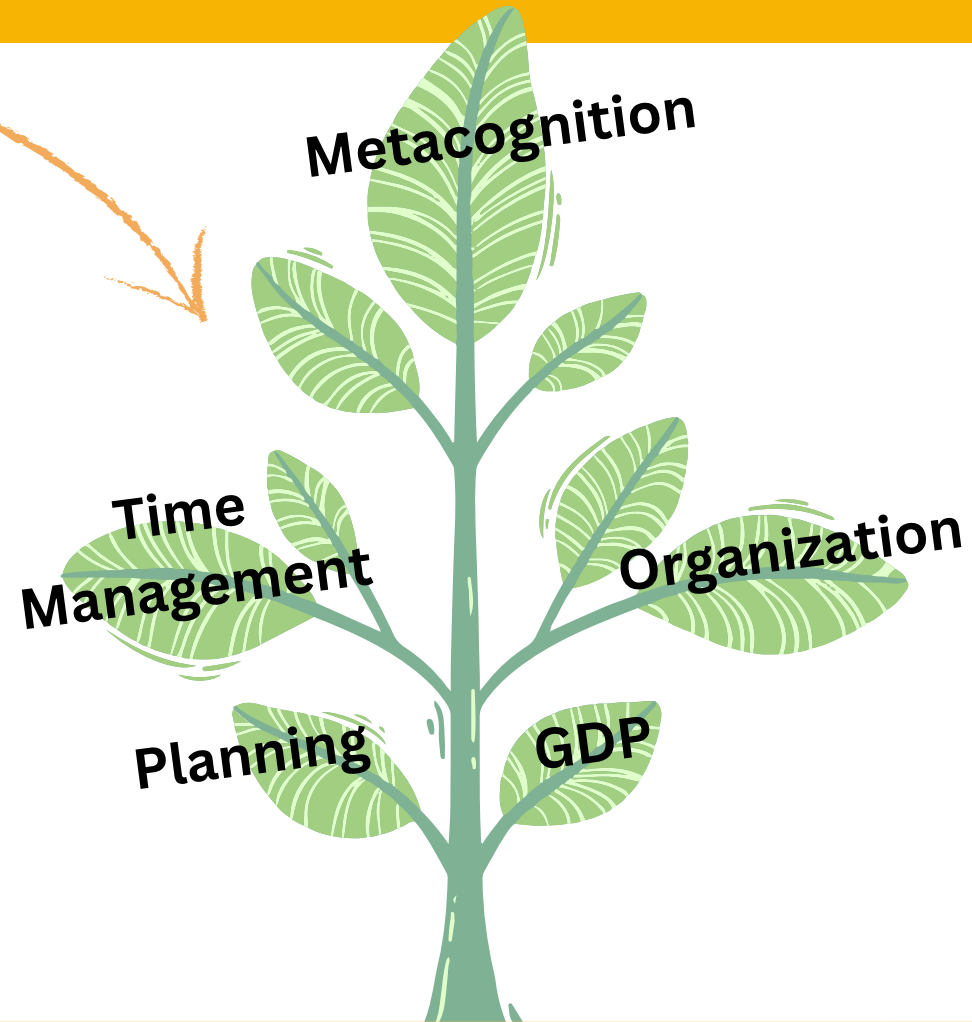 Metacognition
Time
Management
Organization
Planning
GDP